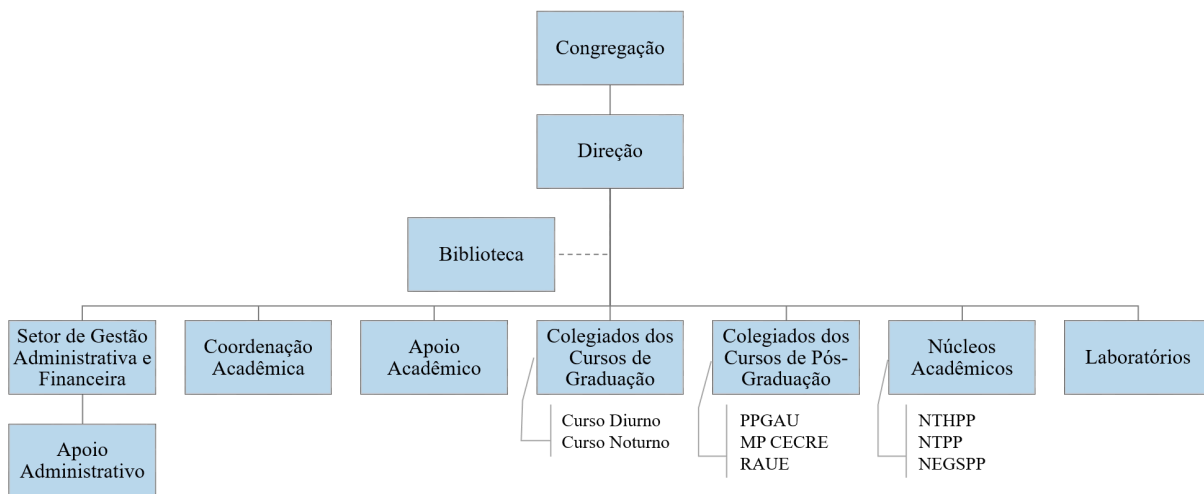 Congregação
Direção
Biblioteca
Setor de Gestão
Administrativa e
Financeira
Coordenação
Acadêmica
Apoio
Acadêmico
Colegiados dos
Cursos de
Graduação
Colegiados dos
Cursos de Pós-
Graduação
Núcleos
Acadêmicos
Laboratórios
Apoio
Administrativo
Curso Diurno
Curso Noturno
PPGAU
MP CECRE
RAUE
NTHPP
NTPP
NEGSPP